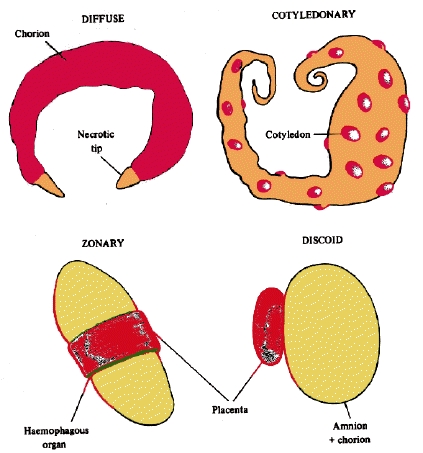 DIFFUSE
Chorion
Necrotic
tip
COTYLEDONARY
Cotyledon
ZONARY
Haemophagous
organ
DISCOID
Placenta
Amnion
+ chorion